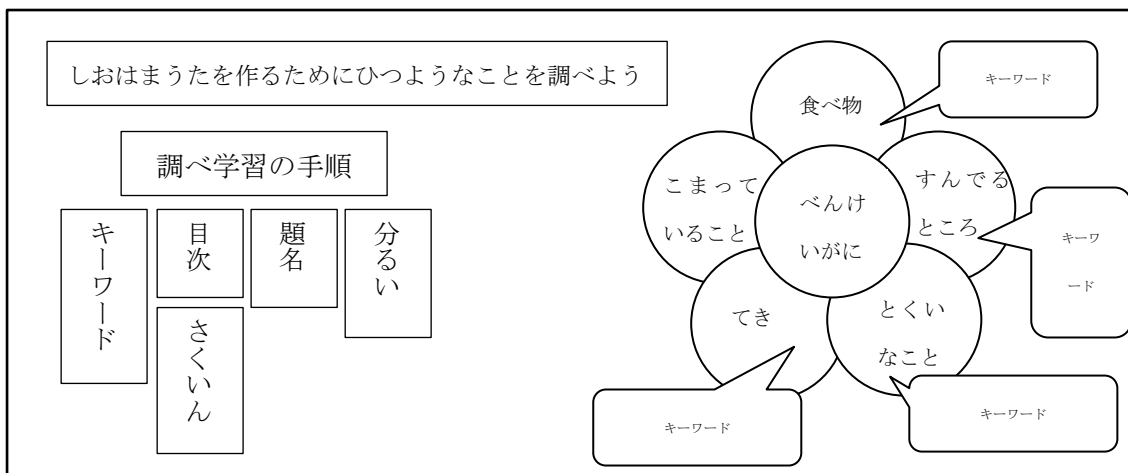 しおはまうたを作るためにひつようなことを調べよう
調べ学習の手順
分るい
題名
目次
さくいん
キーワード
食べ物
キーワード
こまって
いること
べんけ
いがに
すんでる
ところ
キーワ
ード
てき
キーワード
とくい
なこと
キーワード